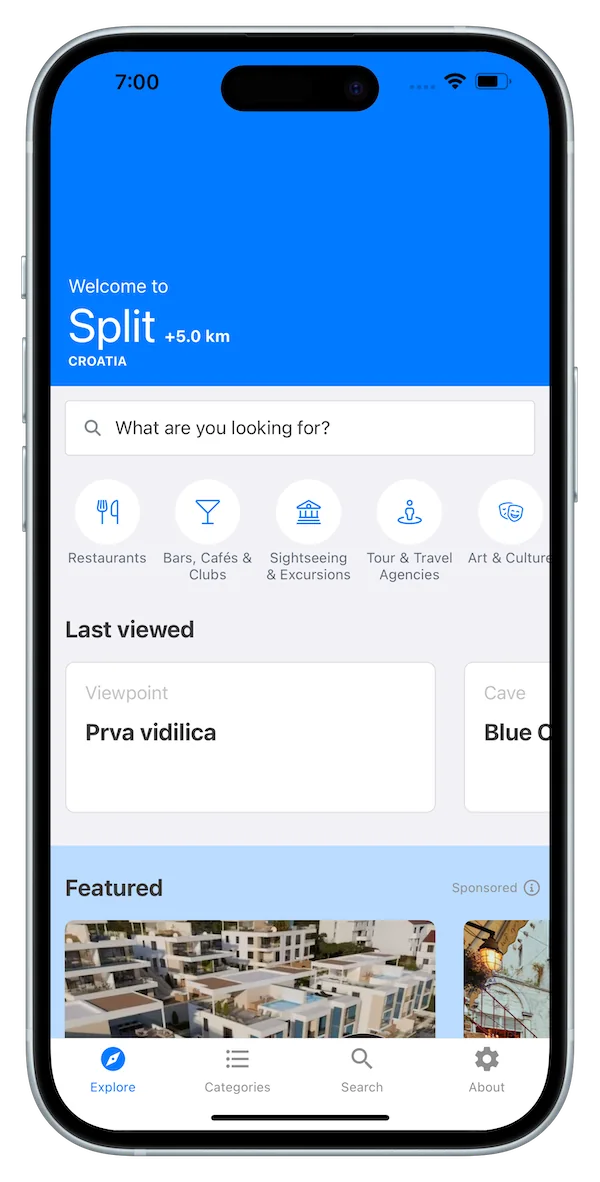 7:00
Welcome to
Split +5.0 km
CROATIA
What are you looking for?
Restaurants
Bars, Cafés &
Clubs
Sightseeing
& Excursions
Tour & Travel
Agencies
Art & Culture
Last viewed
Viewpoint
Prva vidilica
Cave
Blue
Featured
Sponsored
Explore
Categories
Search
About